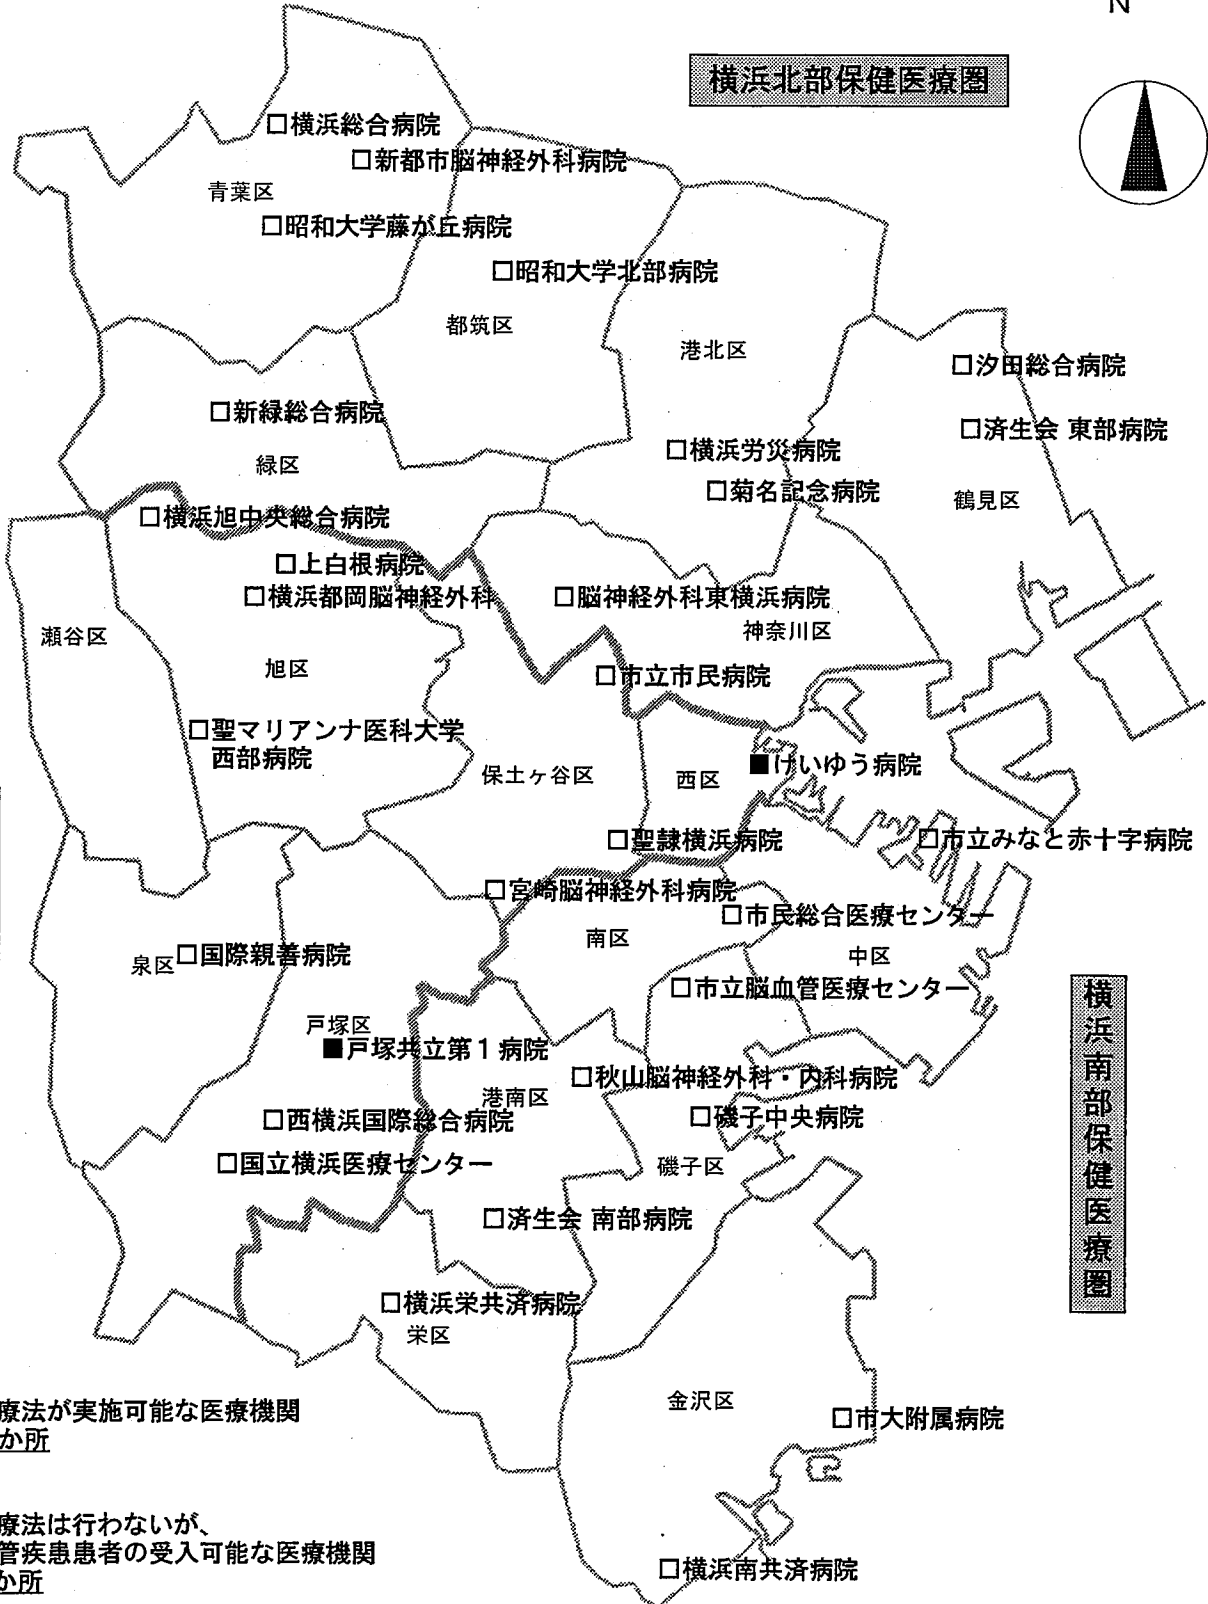 N
横浜北部保健医療圏
□横浜総合病院
□新都市脳神経外科病院
青葉区
□昭和大学藤が丘病院
□昭和大学北部病院
都筑区
港北区
□汐田総合病院
□新緑総合病院
□済生会 東部病院
□横浜労災病院
緑区
□菊名記念病院
鶴見区
□横浜旭中央総合病院
□上白根病院
□横浜都岡脳神経外科
□脳神経外科東横浜病院
瀬谷区
神奈川区
旭区
□市立市民病院
□聖マリアンナ医科大学
西部病院
■けいゆう病院
保土ヶ谷区
西区
□聖隷横浜病院
□市立みなと赤十字病院
□宮崎脳神経外科病院
□市民総合医療センター
南区
中区
泉区
□国際親善病院
□市立脳血管医療センター
戸塚区
■戸塚共立第1病院
□秋山脳神経外科・内科病院
港南区
□西横浜国際総合病院
□磯子中央病院
□国立横浜医療センター
磯子区
横浜南部保健医療圏
□済生会 南部病院
□横浜栄共済病院
栄区
金沢区
□市大附属病院
療法が実施可能な医療機関
か所
療法は行わないが、
管疾患患者の受入可能な医療機関
か所
□横浜南共済病院